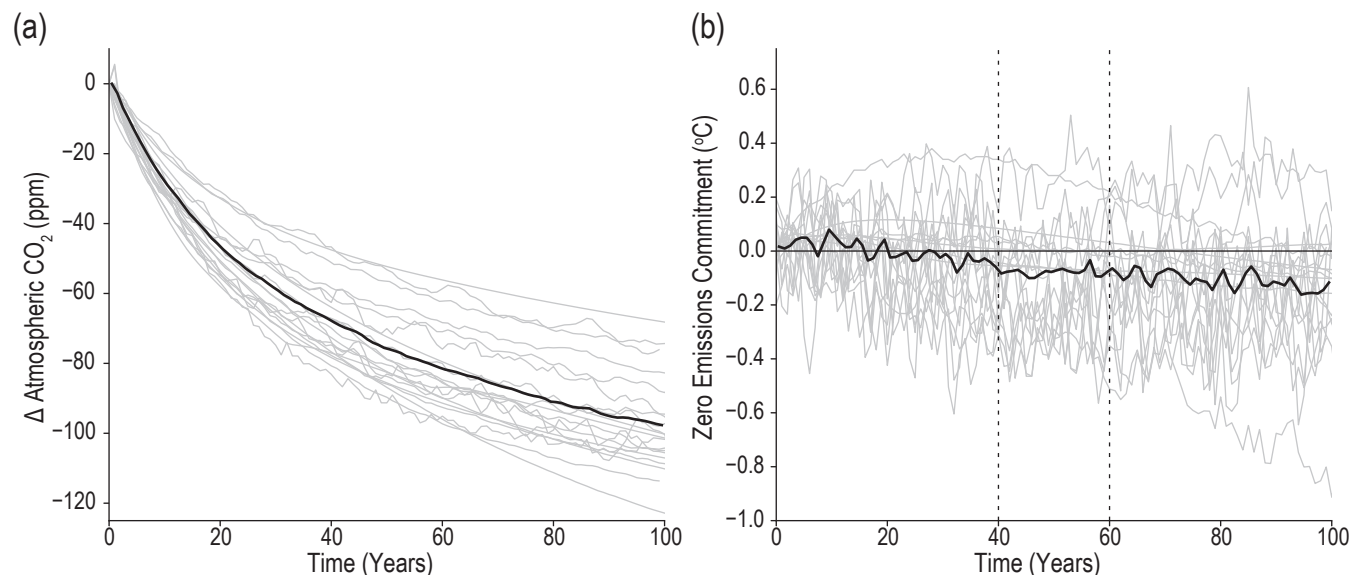 (a)
Δ Atmospheric CO2 (ppm)
0
−20
−40
−60
−80
−100
−120
0 20 40 60 80 100
Time (Years)
(b)
Zero Emissions Commitment (°C)
0.6
0.4
0.2
0.0
−0.2
−0.4
−0.6
−0.8
−1.0
0 20 40 60 80 100
Time (Years)